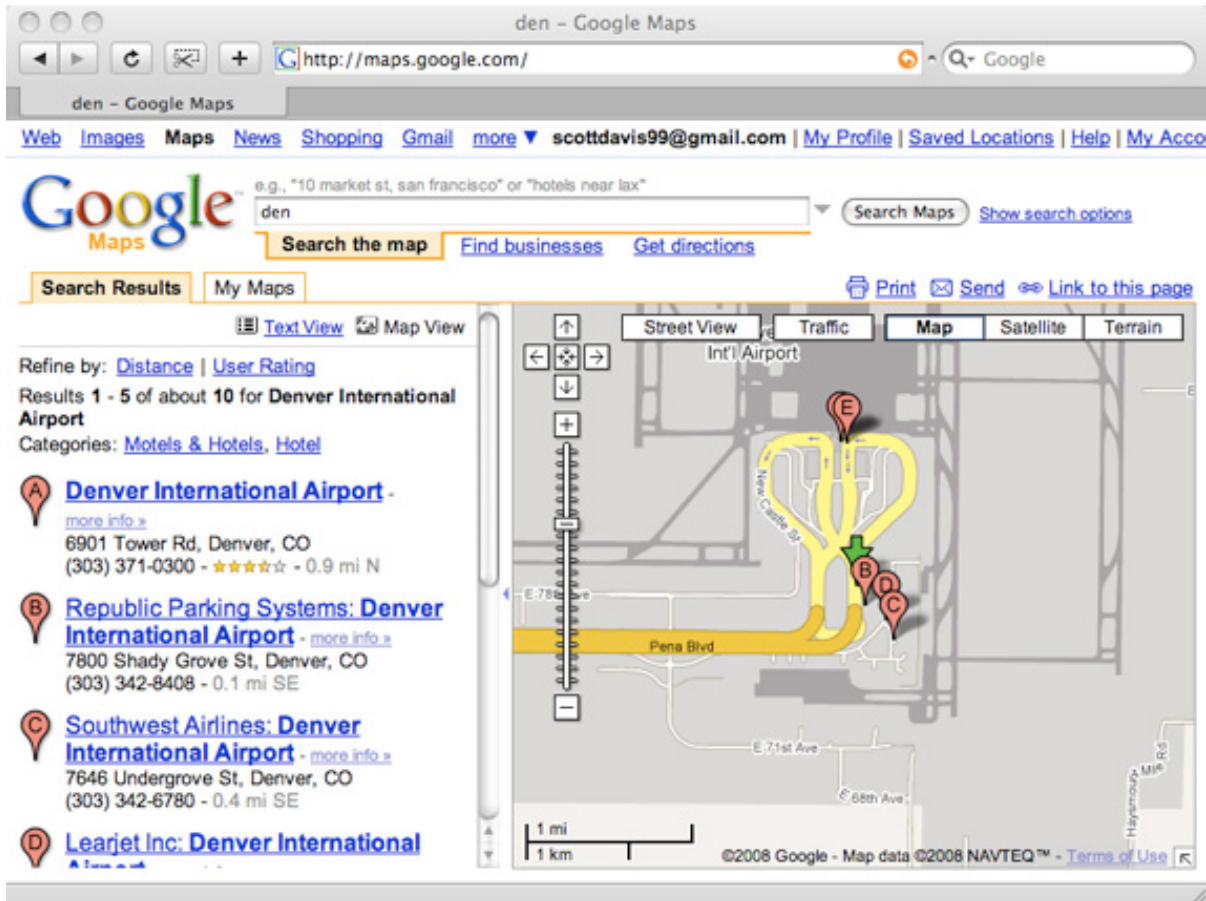 den – Google Maps
http://maps.google.com/
Google
den – Google Maps
Web Images Maps News Shopping Gmail more ▼ scottdavis99@gmail.com | My Profile | Saved Locations | Help | My Acco
Google Maps
e.g., "10 market st, san francisco" or "hotels near lax"
den
Search Maps
Show search options
Search the map Find businesses Get directions
Search Results My Maps
Print Send Link to this page
Text View Map View
Refine by: Distance | User Rating
Results 1 - 5 of about 10 for Denver International
Airport
Categories: Motels & Hotels, Hotel
A
Denver International Airport -
more info »
6901 Tower Rd, Denver, CO
(303) 371-0300 - - 0.9 mi N
B
Republic Parking Systems: Denver
International Airport - more info »
7800 Shady Grove St, Denver, CO
(303) 342-8408 - 0.1 mi SE
C
Southwest Airlines: Denver
International Airport - more info »
7646 Undergrove St, Denver, CO
(303) 342-6780 - 0.4 mi SE
D
Learjet Inc: Denver International
Airport
Street View Traffic Map Satellite Terrain
Int'l Airport
E
New Castle St
B
D
C
E 78th Ave
Pena Blvd
E 71st Ave
E 68th Ave
Mile Rd
1 mi
1 km
©2008 Google - Map data ©2008 NAVTEQ™ - Terms of Use